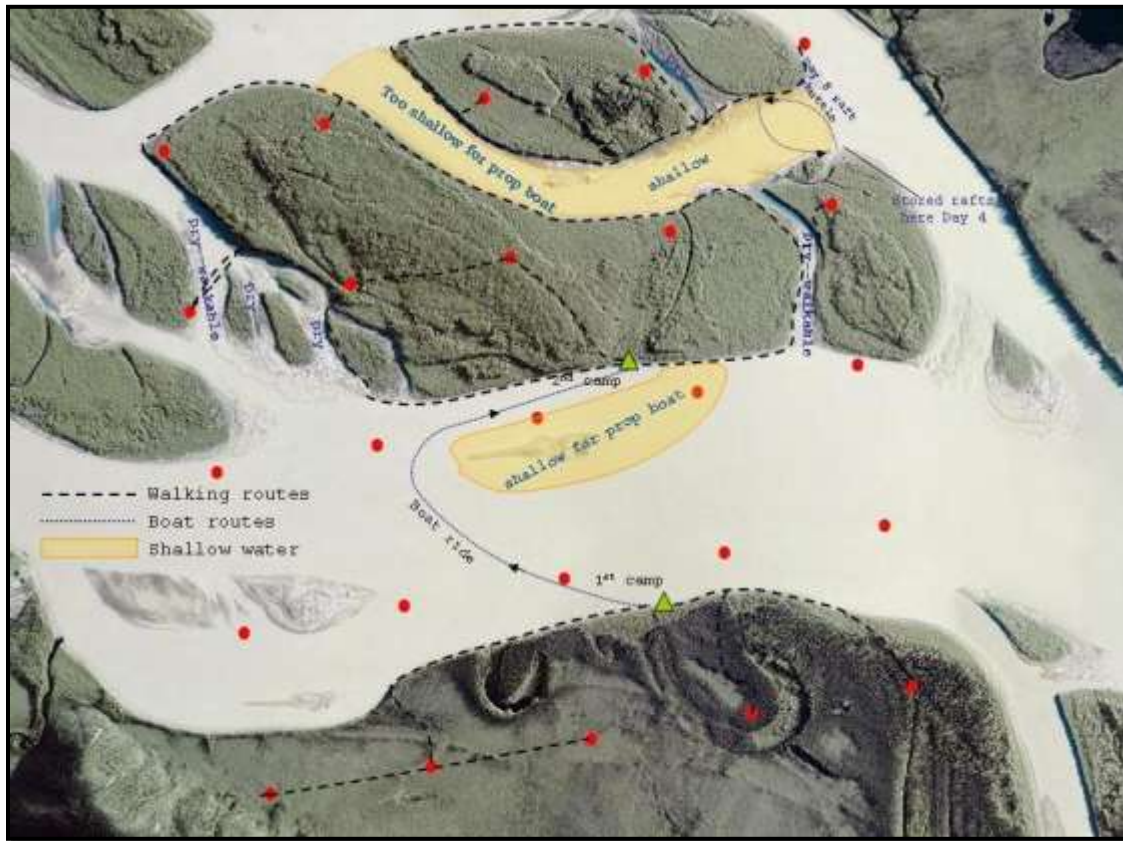 Too shallow for prop boat
shallow
Day 5 raft
shuttle
Stored rafts
here Day 4
Dry-walkable
Dry
Dry
Dry-walkable
2nd camp
shallow for prop boat
Walking routes
Boat routes
Shallow water
Boat ride
1st camp